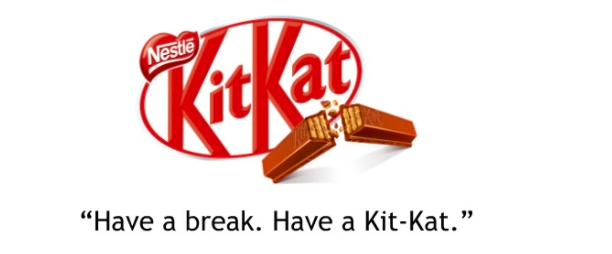 Nestlé
KitKat
“Have a break. Have a Kit-Kat.”